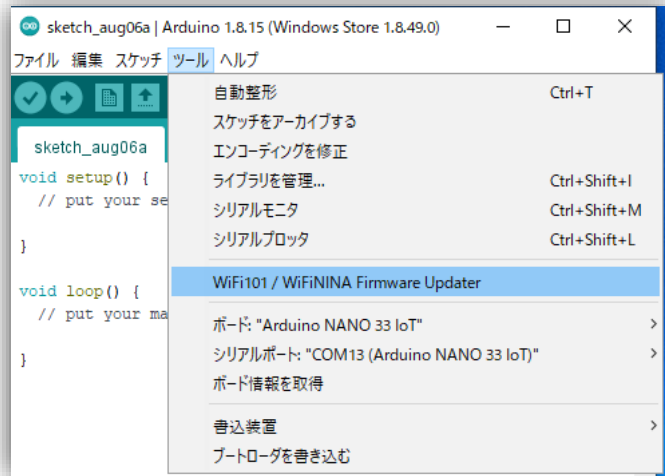 sketch_aug06a | Arduino 1.8.15 (Windows Store 1.8.49.0)
ファイル 編集 スケッチ ツール ヘルプ
自動整形 Ctrl+T
スケッチをアーカイブする
sketch_aug06a
エンコーディングを修正
void setup() {
ライブラリを管理... Ctrl+Shift+I
// put your se
シリアルモニタ Ctrl+Shift+M
シリアルプロッタ Ctrl+Shift+L
}
WiFi101 / WiFiNINA Firmware Updater
void loop() {
// put your ma
ボード: "Arduino NANO 33 IoT"
シリアルポート: "COM13 (Arduino NANO 33 IoT)"
}
ボード情報を取得
書込装置
ブートローダを書き込む